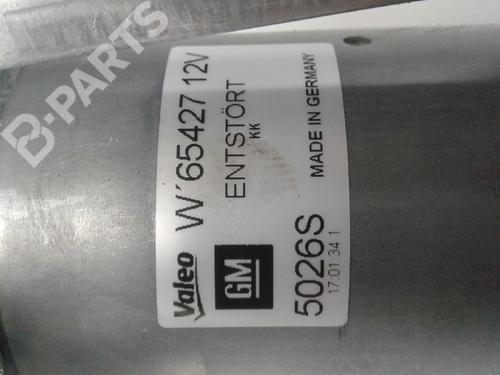 Valeo W'65427 12V
ENTSTÖRT
KK
GM
MADE IN GERMANY
5026S
17:01:34 1
B-PARTS